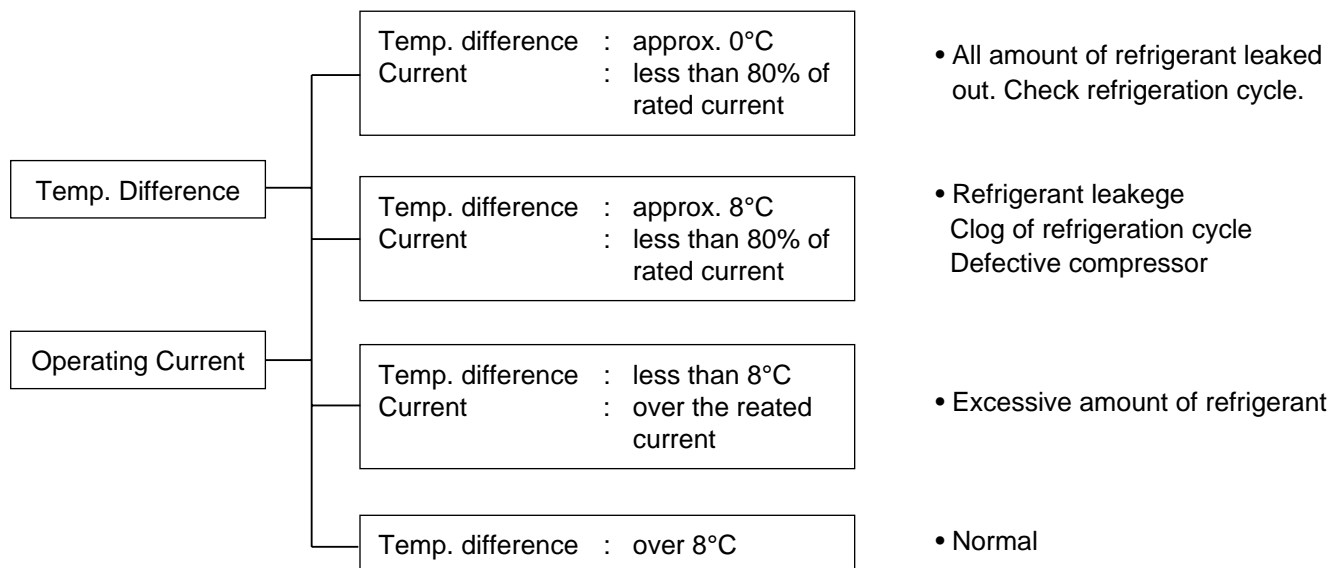 Temp. difference : approx. 0°C
Current : less than 80% of
rated current
• All amount of refrigerant leaked
out. Check refrigeration cycle.
Temp. Difference
Temp. difference : approx. 8°C
Current : less than 80% of
rated current
• Refrigerant leakege
Clog of refrigeration cycle
Defective compressor
Operating Current
Temp. difference : less than 8°C
Current : over the reated
current
• Excessive amount of refrigerant
Temp. difference : over 8°C
• Normal